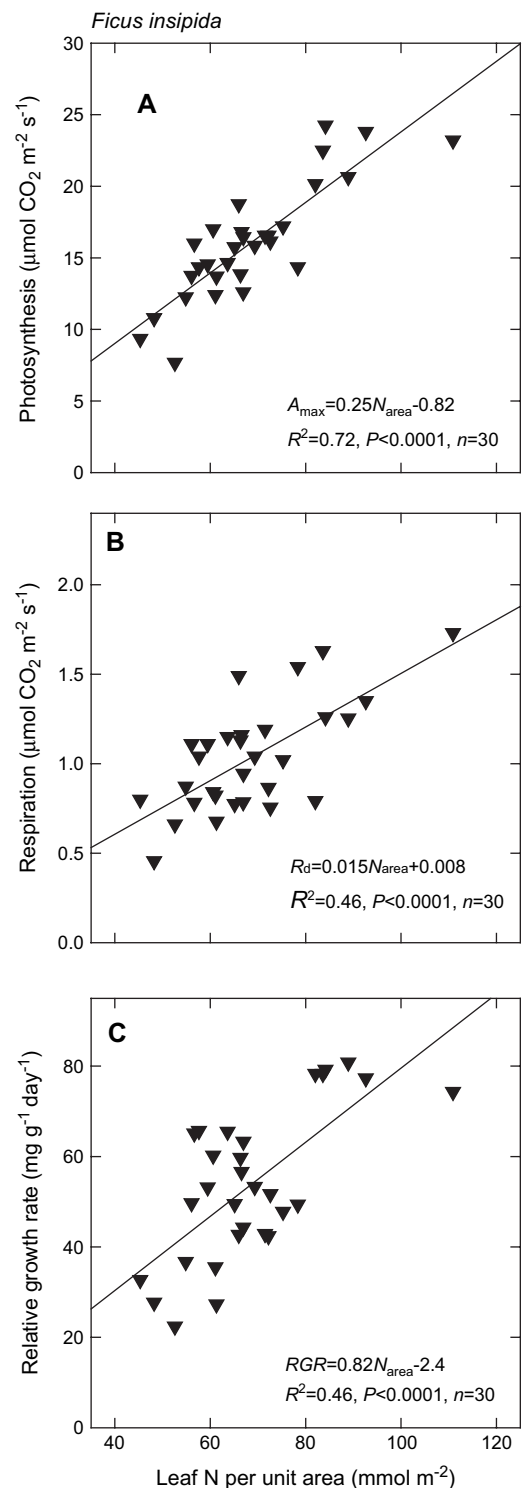 Ficus insipida
30
25
20
15
10
5
0
A
Photosynthesis (μmol CO₂ m⁻² s⁻¹)
Amax=0.25Narea-0.82
R²=0.72, P<0.0001, n=30
B
2.0
1.5
1.0
0.5
0.0
Respiration (μmol CO₂ m⁻² s⁻¹)
Rd=0.015Narea+0.008
R²=0.46, P<0.0001, n=30
C
80
60
40
20
0
Relative growth rate (mg g⁻¹ day⁻¹)
RGR=0.82Narea-2.4
R²=0.46, P<0.0001, n=30
40 60 80 100 120
Leaf N per unit area (mmol m⁻²)